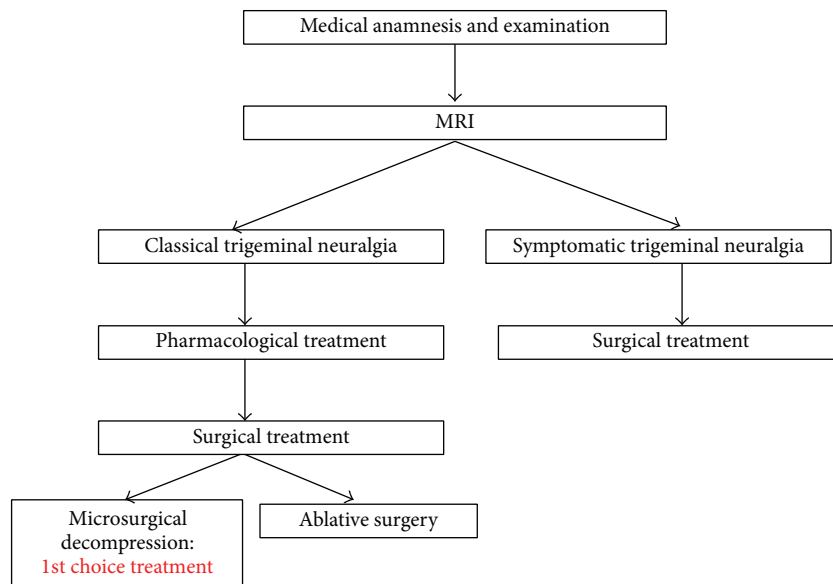 Medical anamnesis and examination
MRI
Classical trigeminal neuralgia
Symptomatic trigeminal neuralgia
Pharmacological treatment
Surgical treatment
Surgical treatment
Microsurgical
decompression:
1st choice treatment
Ablative surgery